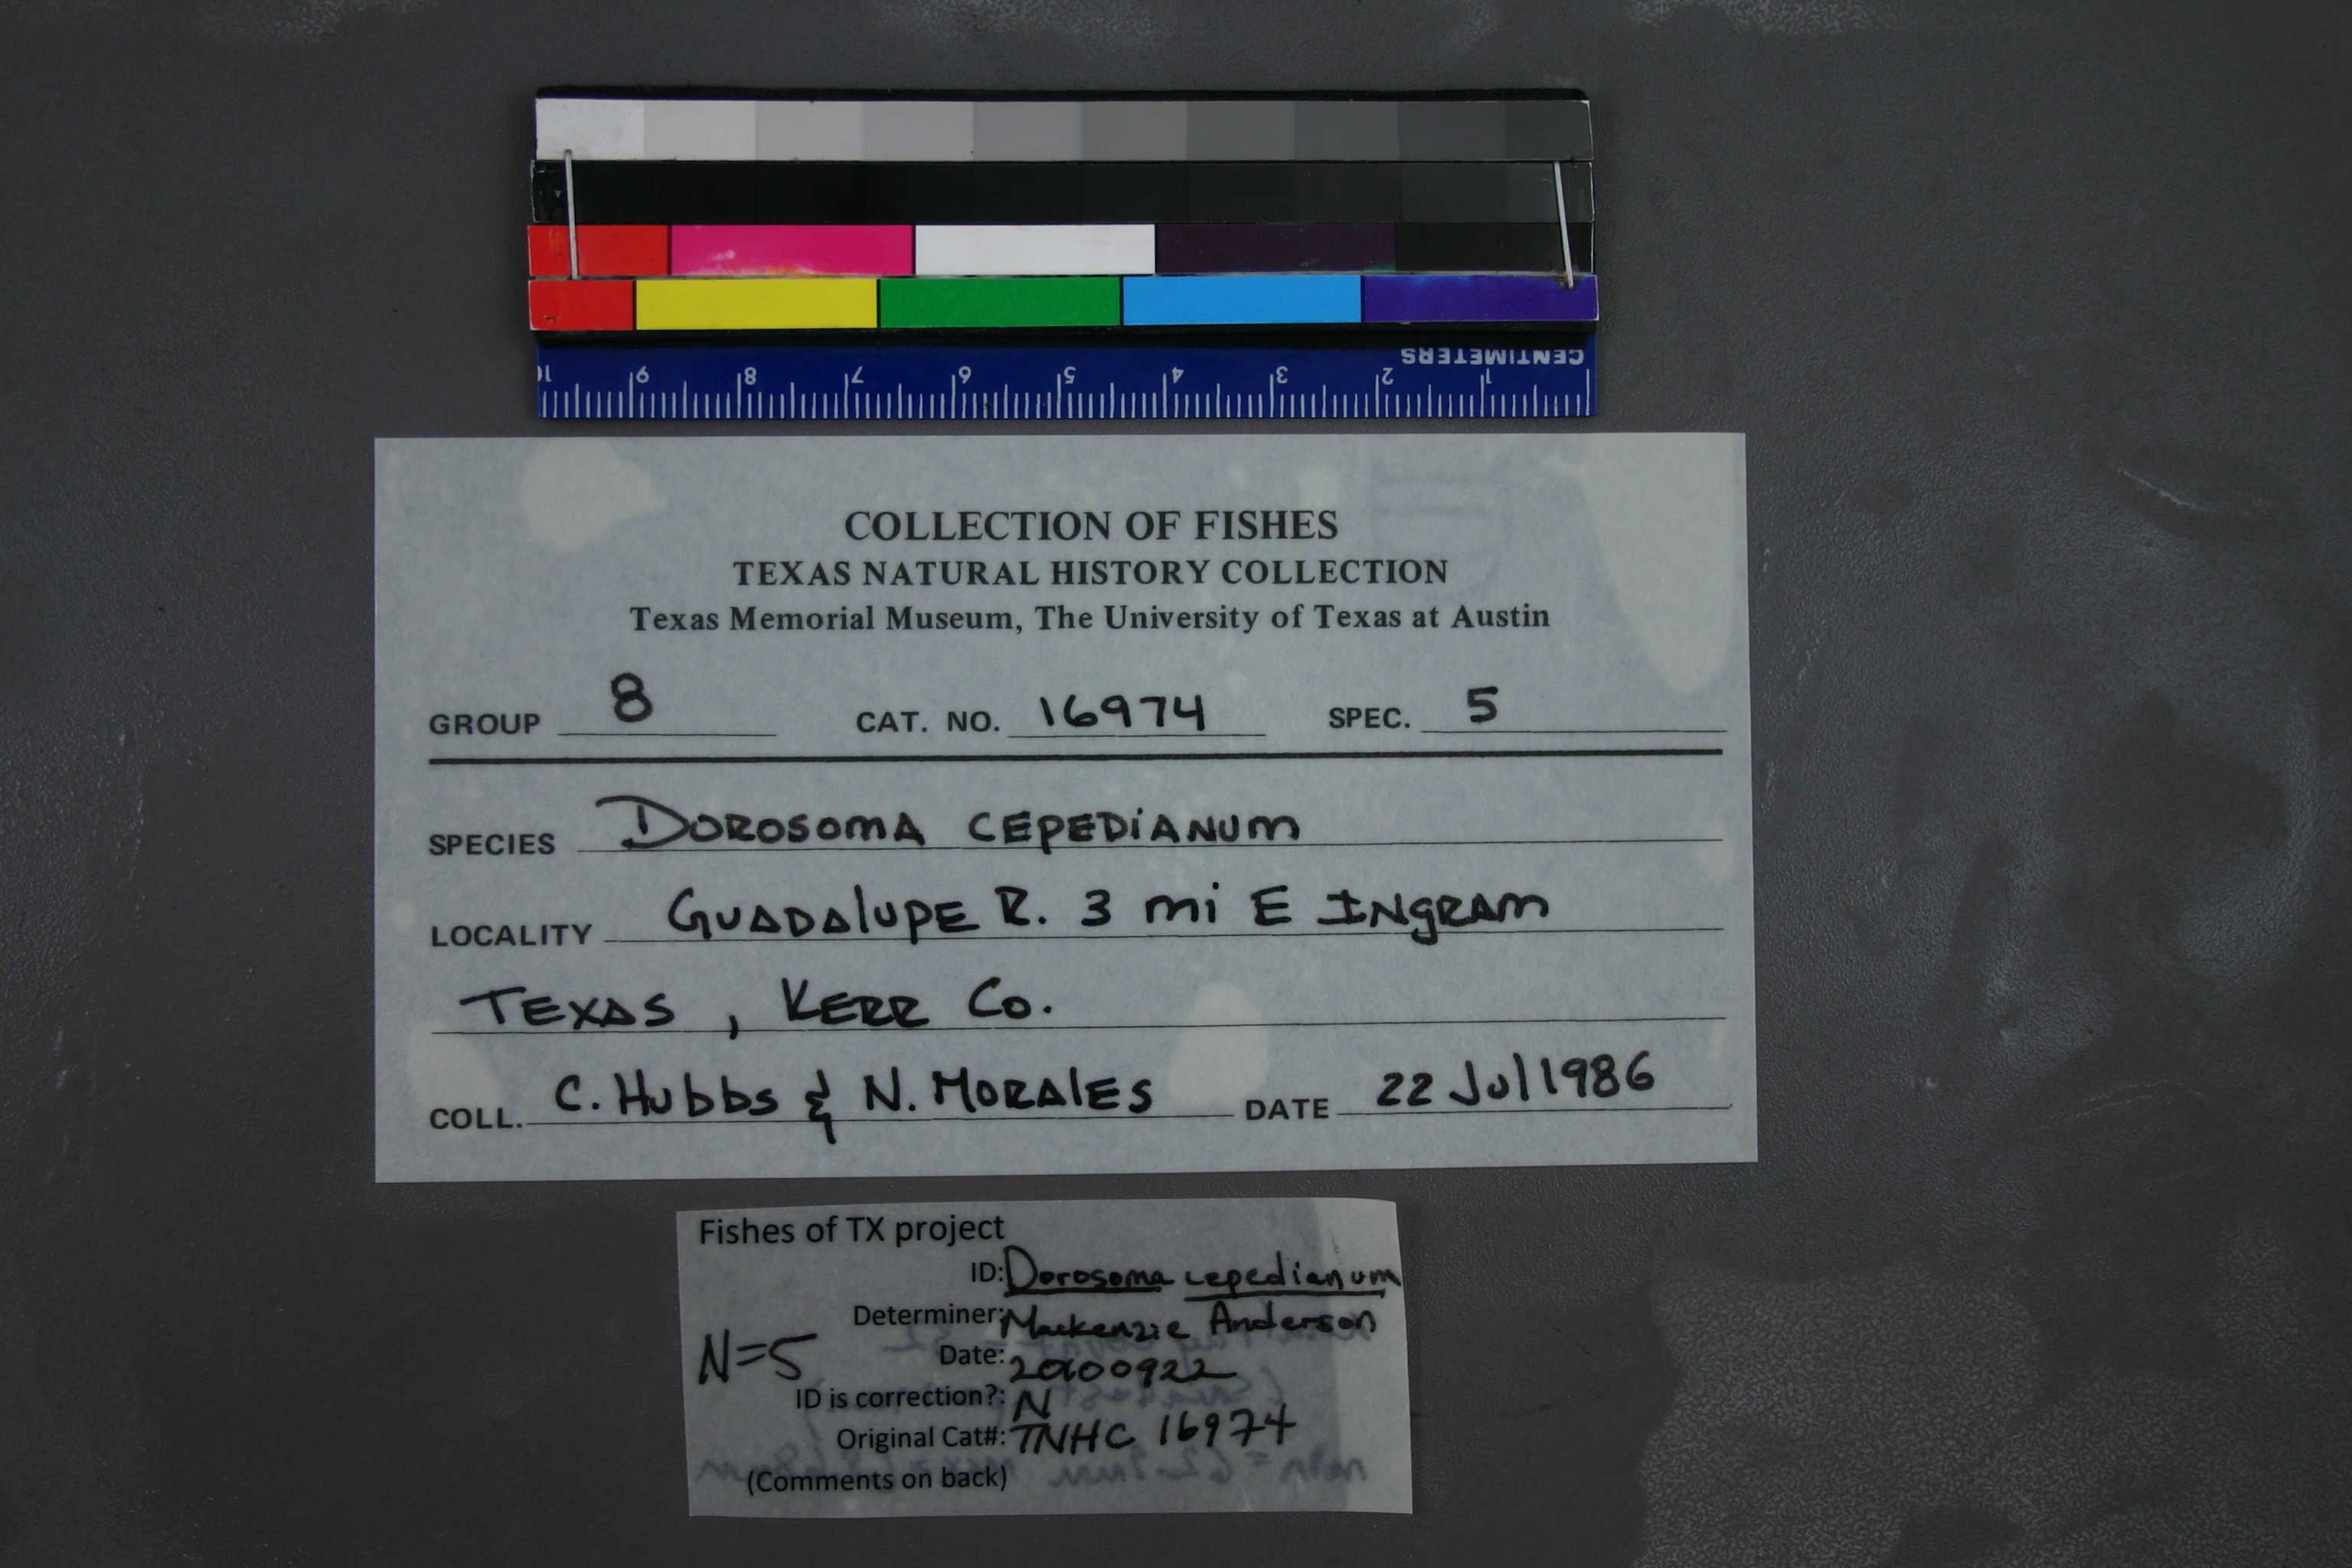 CENTIMETERS
10 9 8 7 6 5 4 3 2 1
COLLECTION OF FISHES
TEXAS NATURAL HISTORY COLLECTION
Texas Memorial Museum, The University of Texas at Austin
GROUP 8 CAT. NO. 16974 SPEC. 5
SPECIES DOROSOMA CEPEDIANUM
LOCALITY GUADALUPE R. 3 mi E INGRAM
TEXAS, KERR Co.
COLL. C. Hubbs & N. MORALES DATE 22 Jul 1986
Fishes of TX project
ID: Dorosoma cepedianum
Determiner: Mackenzie Anderson
N=5
Date: 20100922
ID is correction?: N
Original Cat#: TNHC 16974
(Comments on back)